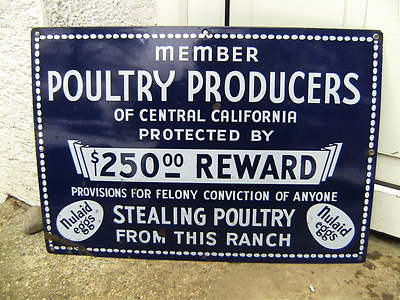 MEMBER
POULTRY PRODUCERS
OF CENTRAL CALIFORNIA
PROTECTED BY
$250.00 REWARD
PROVISIONS FOR FELONY CONVICTION OF ANYONE
STEALING POULTRY
FROM THIS RANCH
Nulaid
eggs
Nulaid
eggs